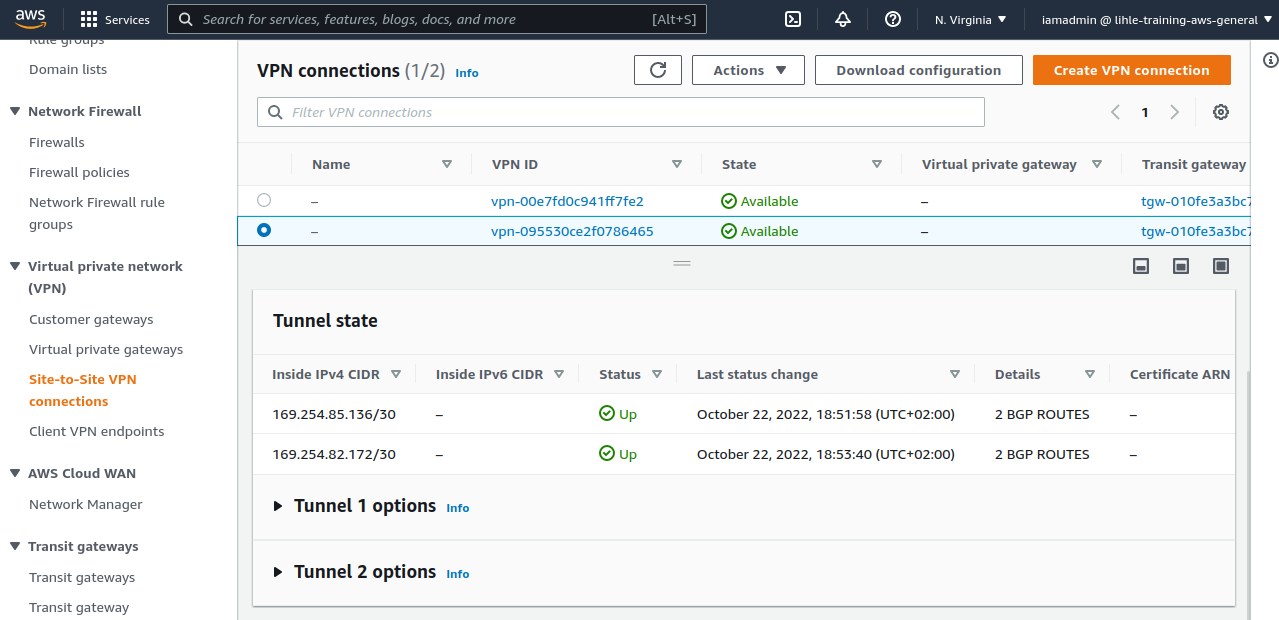 aws
Services
Search for services, features, blogs, docs, and more
[Alt+S]
N. Virginia
iamadmin @ lihle-training-aws-general
Rule groups
Domain lists
Network Firewall
Firewalls
Firewall policies
Network Firewall rule
groups
Virtual private network
(VPN)
Customer gateways
Virtual private gateways
Site-to-Site VPN
connections
Client VPN endpoints
AWS Cloud WAN
Network Manager
Transit gateways
Transit gateways
Transit gateway
VPN connections (1/2) Info
Actions
Download configuration
Create VPN connection
Filter VPN connections
1
Name VPN ID State Virtual private gateway Transit gateway
– vpn-00e7fd0c941ff7fe2 Available – tgw-010fe3a3bc7
– vpn-095530ce2f0786465 Available – tgw-010fe3a3bc7
Tunnel state
Inside IPv4 CIDR Inside IPv6 CIDR Status Last status change Details Certificate ARN
169.254.85.136/30 – Up October 22, 2022, 18:51:58 (UTC+02:00) 2 BGP ROUTES –
169.254.82.172/30 – Up October 22, 2022, 18:53:40 (UTC+02:00) 2 BGP ROUTES –
Tunnel 1 options Info
Tunnel 2 options Info